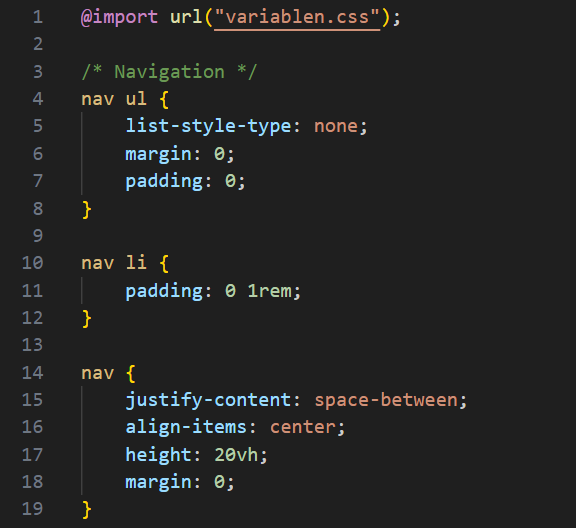 1 @import url("variablen.css");
2
3 /* Navigation */
4 nav ul {
5 list-style-type: none;
6 margin: 0;
7 padding: 0;
8 }
9
10 nav li {
11 padding: 0 1rem;
12 }
13
14 nav {
15 justify-content: space-between;
16 align-items: center;
17 height: 20vh;
18 margin: 0;
19 }